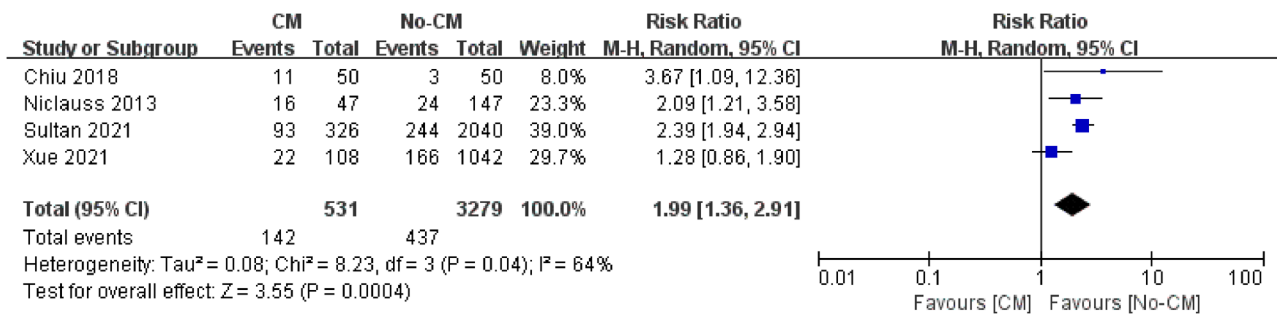 CM No-CM Risk Ratio Risk Ratio
Study or Subgroup Events Total Events Total Weight M-H, Random, 95% CI M-H, Random, 95% CI
Chiu 2018 11 50 3 50 8.0% 3.67 [1.09, 12.36]
Niclauss 2013 16 47 24 147 23.3% 2.09 [1.21, 3.58]
Sultan 2021 93 326 244 2040 39.0% 2.39 [1.94, 2.94]
Xue 2021 22 108 166 1042 29.7% 1.28 [0.86, 1.90]
Total (95% CI) 531 3279 100.0% 1.99 [1.36, 2.91]
Total events 142 437
Heterogeneity: Tau² = 0.08; Chi² = 8.23, df = 3 (P = 0.04); I² = 64%
Test for overall effect: Z = 3.55 (P = 0.0004)
0.01 0.1 1 10 100
Favours [CM] Favours [No-CM]